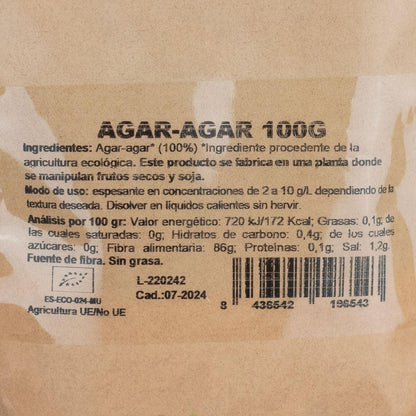 AGAR-AGAR 100G
Ingredientes: Agar-agar* (100%) *Ingrediente procedente de la
agricultura ecológica. Este producto se fabrica en una planta donde
se manipulan frutos secos y soja.
Modo de uso: espesante en concentraciones de 2 a 10 g/L dependiendo de la
textura deseada. Disolver en líquidos calientes sin hervir.
Análisis por 100 gr: Valor energético: 720 kJ/172 Kcal; Grasas: 0,1g; de
las cuales saturadas: 0g; Hidratos de carbono: 0,4g; de los cuales
azúcares: 0g; Fibra alimentaria: 86g; Proteínas: 0,1g; Sal: 1,2g.
Fuente de fibra. Sin grasa.
L-220242
Cad.:07-2024
ES-ECO-024-MU
Agricultura UE/No UE
8 436542 196543